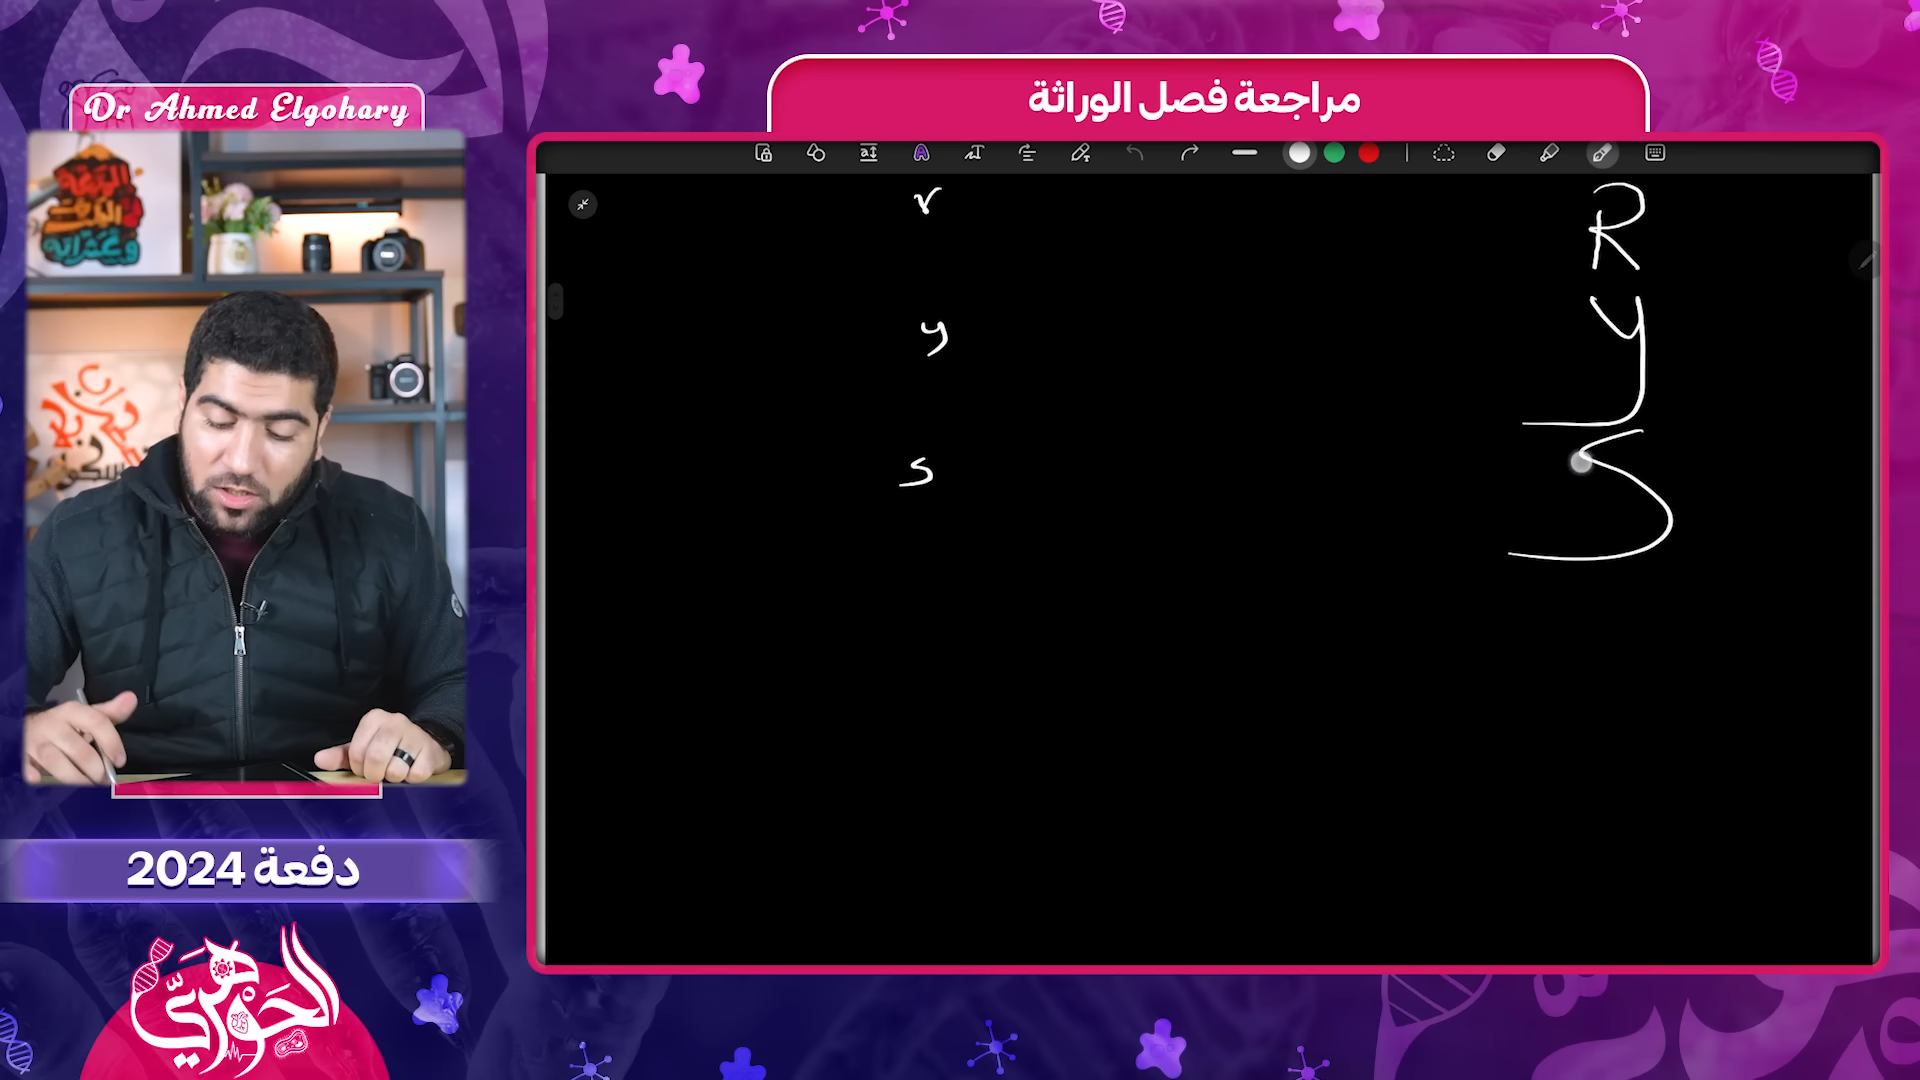 Dr Ahmed Elgohary
مراجعة فصل الوراثة
r
R
y
Y
s
S
دفعة 2024
الجوهري